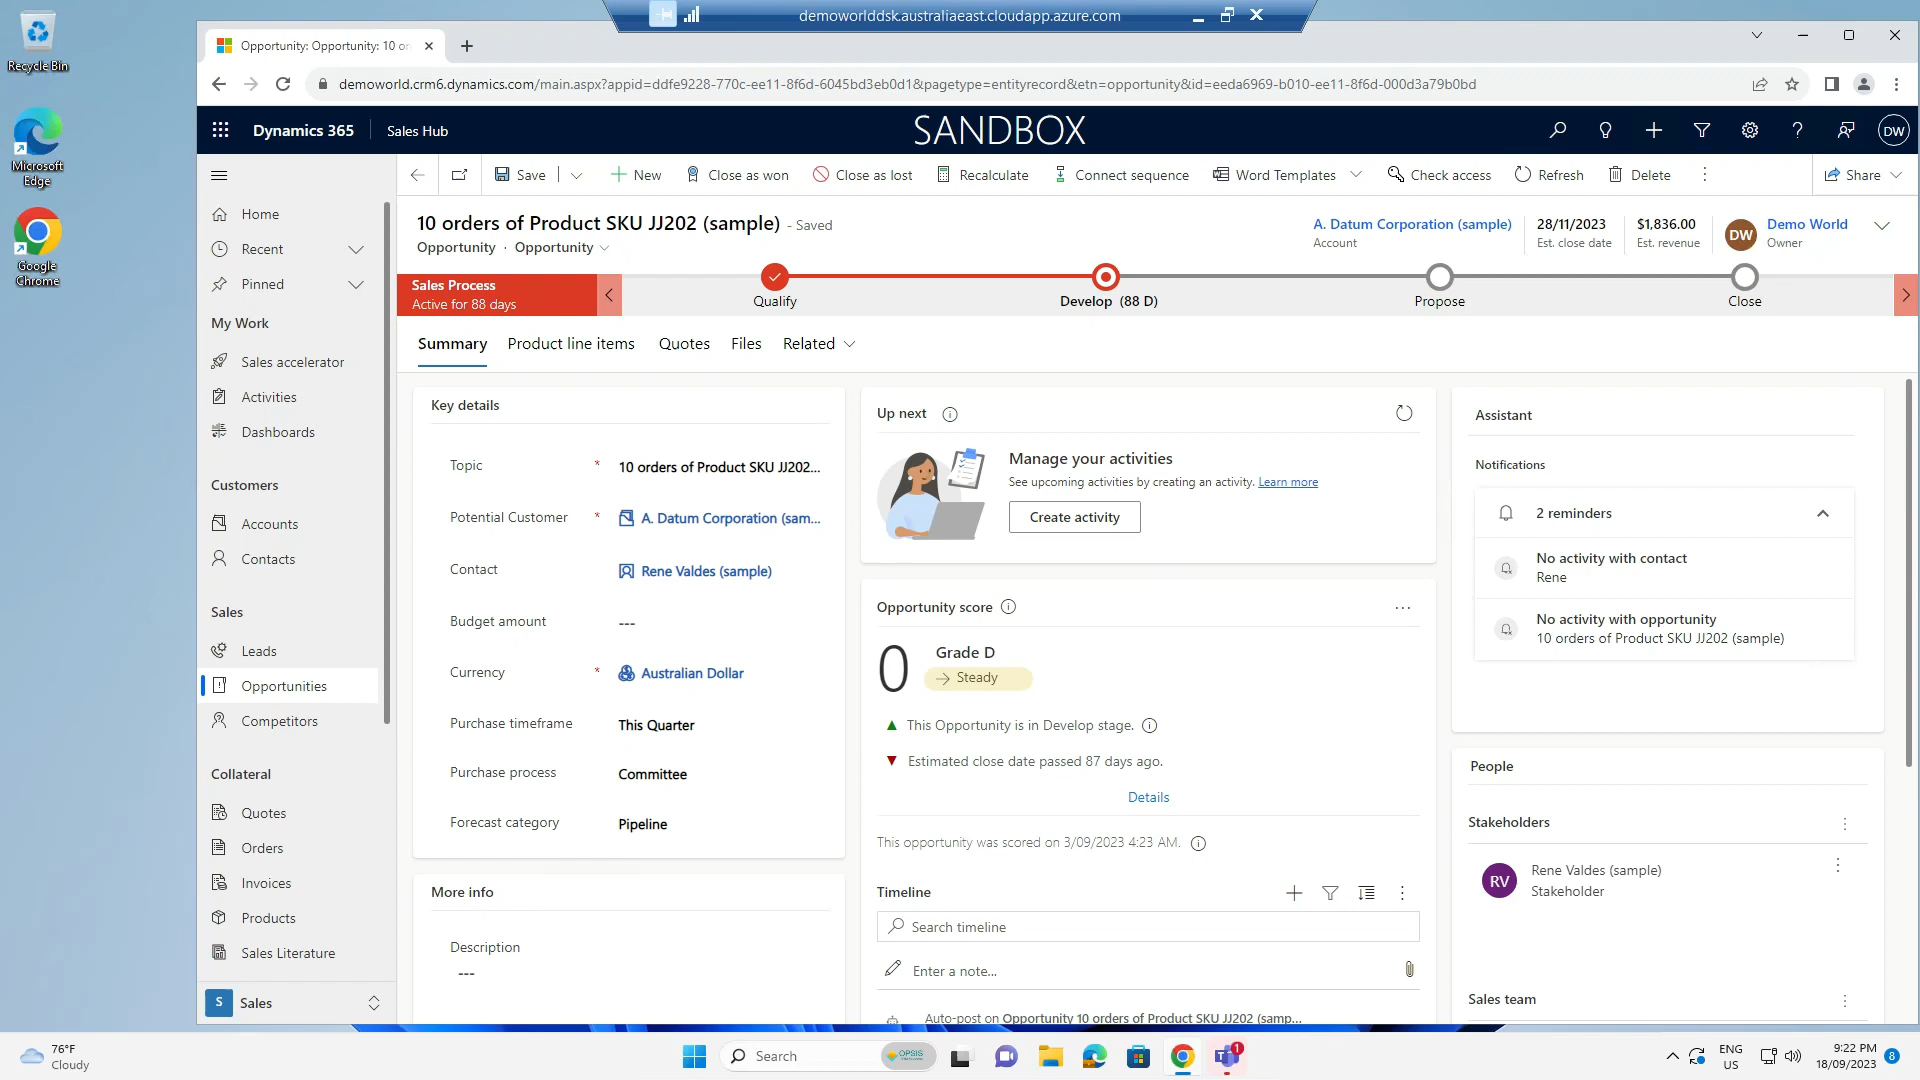 demoworlddsk.australiaeast.cloudapp.azure.com
Recycle Bin
Microsoft
Edge
Google
Chrome
Opportunity: Opportunity: 10 or
demoworld.crm6.dynamics.com/main.aspx?appid=ddfe9228-770c-ee11-8f6d-6045bd3eb0d1&pagetype=entityrecord&etn=opportunity&id=eeda6969-b010-ee11-8f6d-000d3a79b0bd
Dynamics 365
Sales Hub
SANDBOX
DW
Save
New
Close as won
Close as lost
Recalculate
Connect sequence
Word Templates
Check access
Refresh
Delete
Share
Home
Recent
Pinned
My Work
Sales accelerator
Activities
Dashboards
Customers
Accounts
Contacts
Sales
Leads
Opportunities
Competitors
Collateral
Quotes
Orders
Invoices
Products
Sales Literature
S Sales
10 orders of Product SKU JJ202 (sample) - Saved
Opportunity · Opportunity
A. Datum Corporation (sample)
Account
28/11/2023
Est. close date
$1,836.00
Est. revenue
DW
Demo World
Owner
Sales Process
Active for 88 days
Qualify
Develop (88 D)
Propose
Close
Summary
Product line items
Quotes
Files
Related
Key details
Topic * 10 orders of Product SKU JJ202...
Potential Customer * A. Datum Corporation (sam...
Contact Rene Valdes (sample)
Budget amount ---
Currency * Australian Dollar
Purchase timeframe This Quarter
Purchase process Committee
Forecast category Pipeline
More info
Description
---
Up next
Manage your activities
See upcoming activities by creating an activity. Learn more
Create activity
Opportunity score
0
Grade D
Steady
This Opportunity is in Develop stage.
Estimated close date passed 87 days ago.
Details
This opportunity was scored on 3/09/2023 4:23 AM.
Timeline
Search timeline
Enter a note...
Auto-post on Opportunity 10 orders of Product SKU JJ202 (samp...
Assistant
Notifications
2 reminders
No activity with contact
Rene
No activity with opportunity
10 orders of Product SKU JJ202 (sample)
People
Stakeholders
RV
Rene Valdes (sample)
Stakeholder
Sales team
76°F
Cloudy
Search
OPSIS
1
ENG
US
9:22 PM
18/09/2023
8